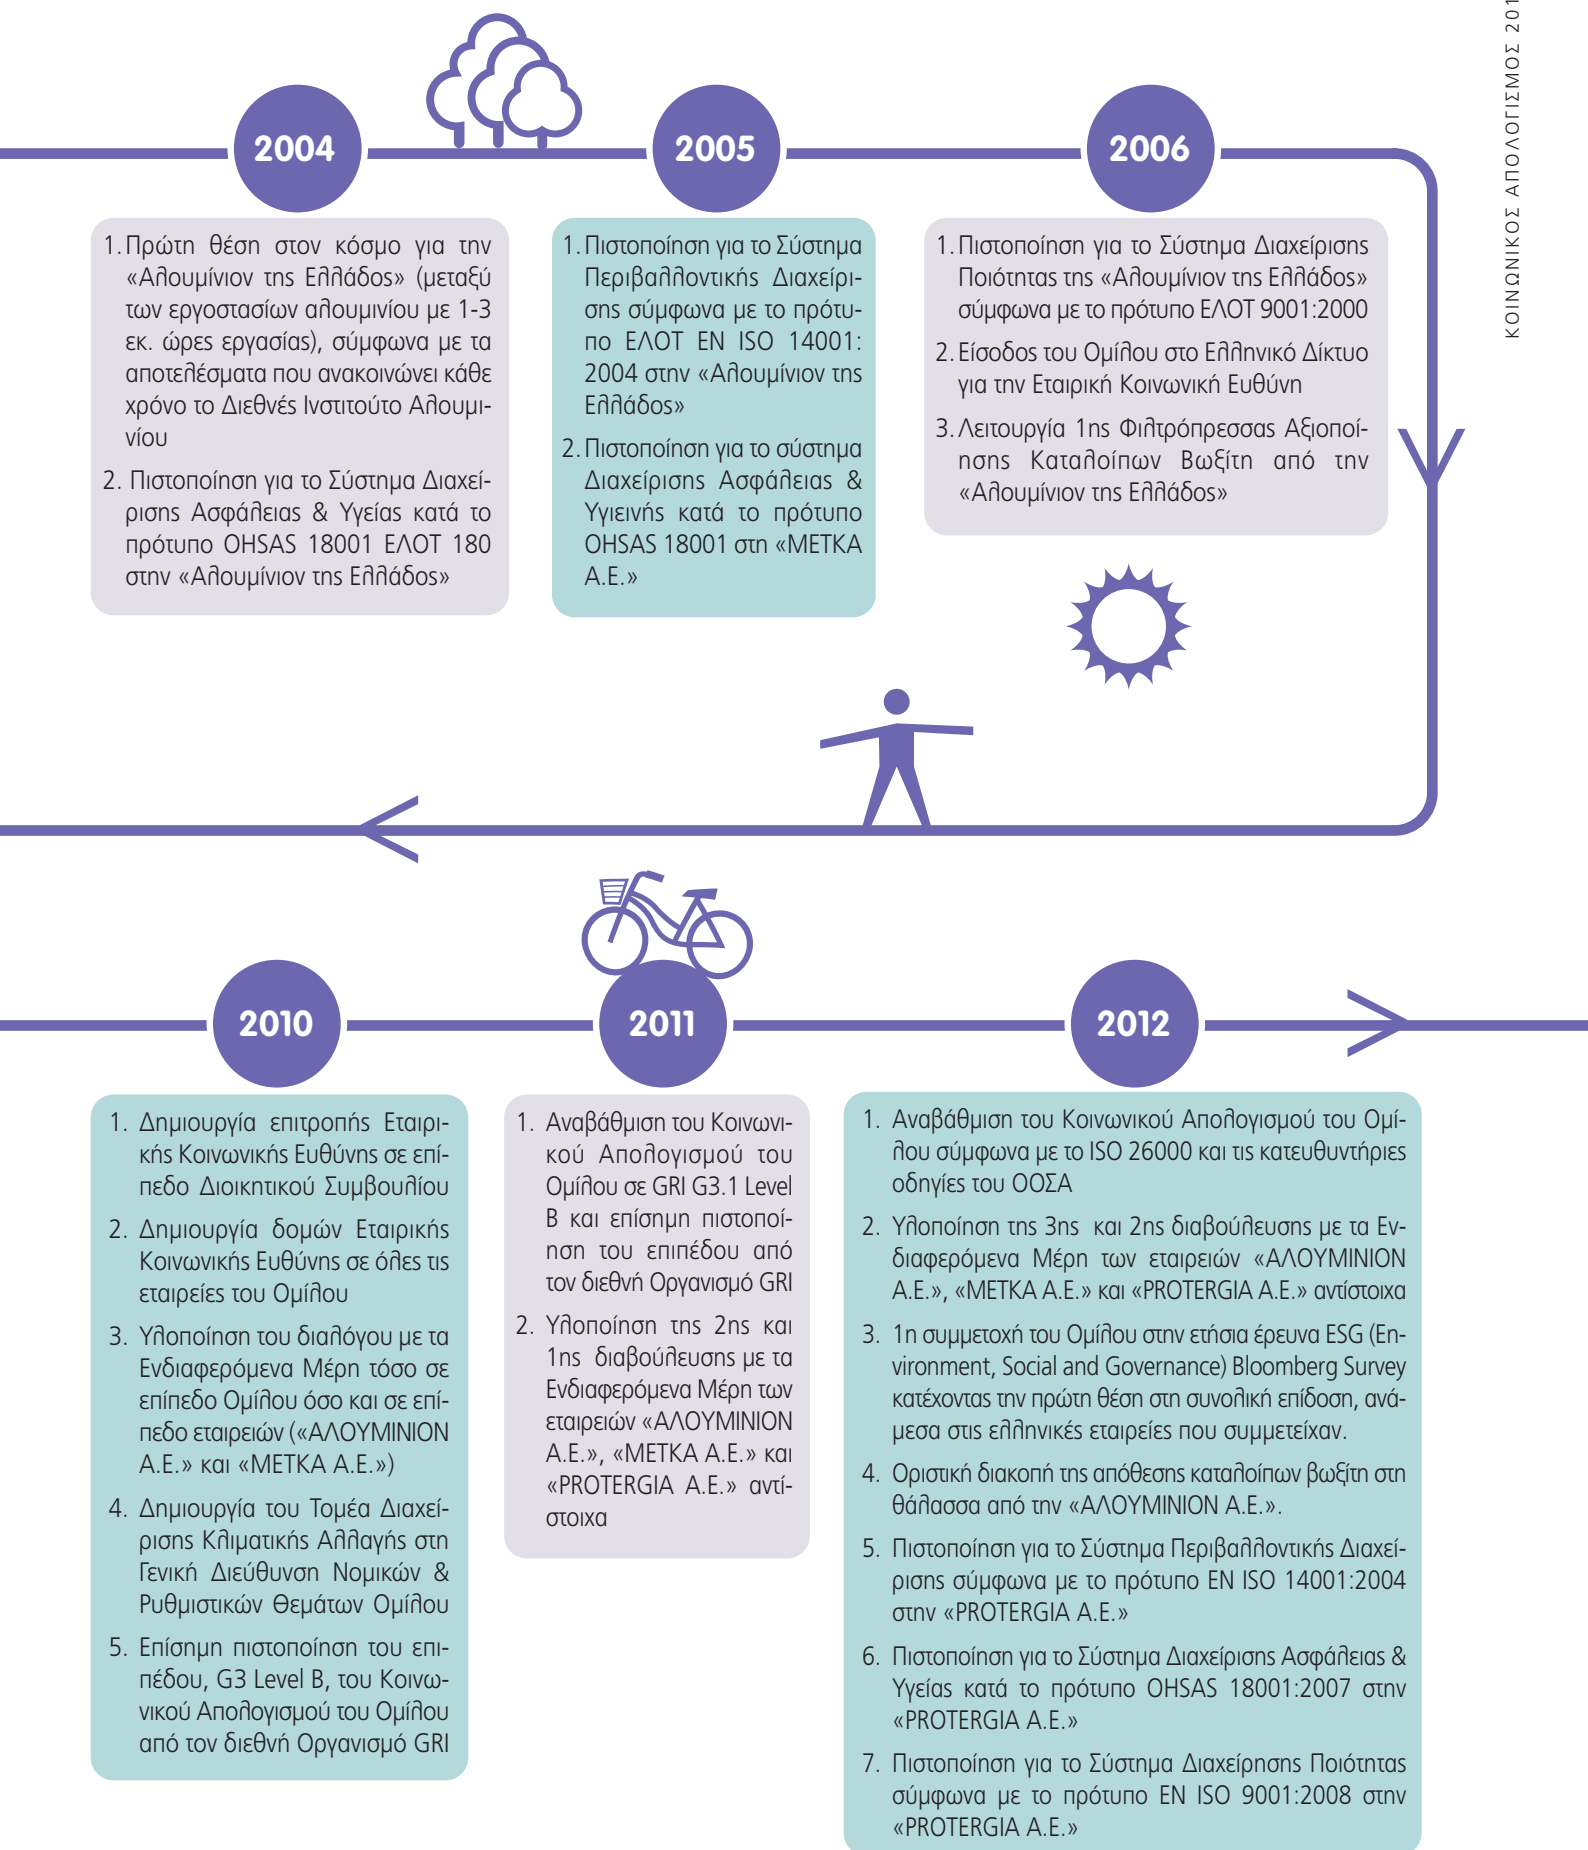 ΚΟΙΝΩΝΙΚΟΣ ΑΠΟΛΟΓΙΣΜΟΣ 201
2004
1. Πρώτη θέση στον κόσμο για την
«Αλουμίνιον της Ελλάδος» (μεταξύ
των εργοστασίων αλουμινίου με 1-3
εκ. ώρες εργασίας), σύμφωνα με τα
αποτελέσματα που ανακοινώνει κάθε
χρόνο το Διεθνές Ινστιτούτο Αλουμι-
νίου
2. Πιστοποίηση για το Σύστημα Διαχεί-
ρισης Ασφάλειας & Υγείας κατά το
πρότυπο OHSAS 18001 ΕΛΟΤ 180
στην «Αλουμίνιον της Ελλάδος»
2005
1. Πιστοποίηση για το Σύστημα
Περιβαλλοντικής Διαχείρι-
σης σύμφωνα με το πρότυ-
πο ΕΛΟΤ ΕΝ ISO 14001:
2004 στην «Αλουμίνιον της
Ελλάδος»
2. Πιστοποίηση για το σύστημα
Διαχείρισης Ασφάλειας &
Υγιεινής κατά το πρότυπο
OHSAS 18001 στη «ΜΕΤΚΑ
Α.Ε.»
2006
1. Πιστοποίηση για το Σύστημα Διαχείρισης
Ποιότητας της «Αλουμίνιον της Ελλάδος»
σύμφωνα με το πρότυπο ΕΛΟΤ 9001:2000
2. Είσοδος του Ομίλου στο Ελληνικό Δίκτυο
για την Εταιρική Κοινωνική Ευθύνη
3. Λειτουργία 1ης Φιλτρόπρεσσας Αξιοποί-
ησης Καταλοίπων Βωξίτη από την
«Αλουμίνιον της Ελλάδος»
2010
1. Δημιουργία επιτροπής Εταιρι-
κής Κοινωνικής Ευθύνης σε επί-
πεδο Διοικητικού Συμβουλίου
2. Δημιουργία δομών Εταιρικής
Κοινωνικής Ευθύνης σε όλες τις
εταιρείες του Ομίλου
3. Υλοποίηση του διαλόγου με τα
Ενδιαφερόμενα Μέρη τόσο σε
επίπεδο Ομίλου όσο και σε επί-
πεδο εταιρειών («ΑΛΟΥΜΙΝΙΟΝ
Α.Ε.» και «ΜΕΤΚΑ Α.Ε.»)
4. Δημιουργία του Τομέα Διαχεί-
ρισης Κλιματικής Αλλαγής στη
Γενική Διεύθυνση Νομικών &
Ρυθμιστικών Θεμάτων Ομίλου
5. Επίσημη πιστοποίηση του επι-
πέδου, G3 Level B, του Κοινω-
νικού Απολογισμού του Ομίλου
από τον διεθνή Οργανισμό GRI
2011
1. Αναβάθμιση του Κοινωνι-
κού Απολογισμού του
Ομίλου σε GRI G3.1 Level
B και επίσημη πιστοποί-
ηση του επιπέδου από
τον διεθνή Οργανισμό GRI
2. Υλοποίηση της 2ης και
1ης διαβούλευσης με τα
Ενδιαφερόμενα Μέρη των
εταιρειών «ΑΛΟΥΜΙΝΙΟΝ
Α.Ε.», «ΜΕΤΚΑ Α.Ε.» και
«PROTERGIA Α.Ε.» αντί-
στοιχα
2012
1. Αναβάθμιση του Κοινωνικού Απολογισμού του Ομί-
λου σύμφωνα με το ISO 26000 και τις κατευθυντήριες
οδηγίες του ΟΟΣΑ
2. Υλοποίηση της 3ης και 2ης διαβούλευσης με τα Εν-
διαφερόμενα Μέρη των εταιρειών «ΑΛΟΥΜΙΝΙΟΝ
Α.Ε.», «ΜΕΤΚΑ Α.Ε.» και «PROTERGIA Α.Ε.» αντίστοιχα
3. 1η συμμετοχή του Ομίλου στην ετήσια έρευνα ESG (En-
vironment, Social and Governance) Bloomberg Survey
κατέχοντας την πρώτη θέση στη συνολική επίδοση, ανά-
μεσα στις ελληνικές εταιρείες που συμμετείχαν.
4. Οριστική διακοπή της απόθεσης καταλοίπων βωξίτη στη
θάλασσα από την «ΑΛΟΥΜΙΝΙΟΝ Α.Ε.».
5. Πιστοποίηση για το Σύστημα Περιβαλλοντικής Διαχεί-
ρισης σύμφωνα με το πρότυπο EN ISO 14001:2004
στην «PROTERGIA Α.Ε.»
6. Πιστοποίηση για το Σύστημα Διαχείρισης Ασφάλειας &
Υγείας κατά το πρότυπο OHSAS 18001:2007 στην
«PROTERGIA Α.Ε.»
7. Πιστοποίηση για το Σύστημα Διαχείρησης Ποιότητας
σύμφωνα με το πρότυπο EN ISO 9001:2008 στην
«PROTERGIA Α.Ε.»